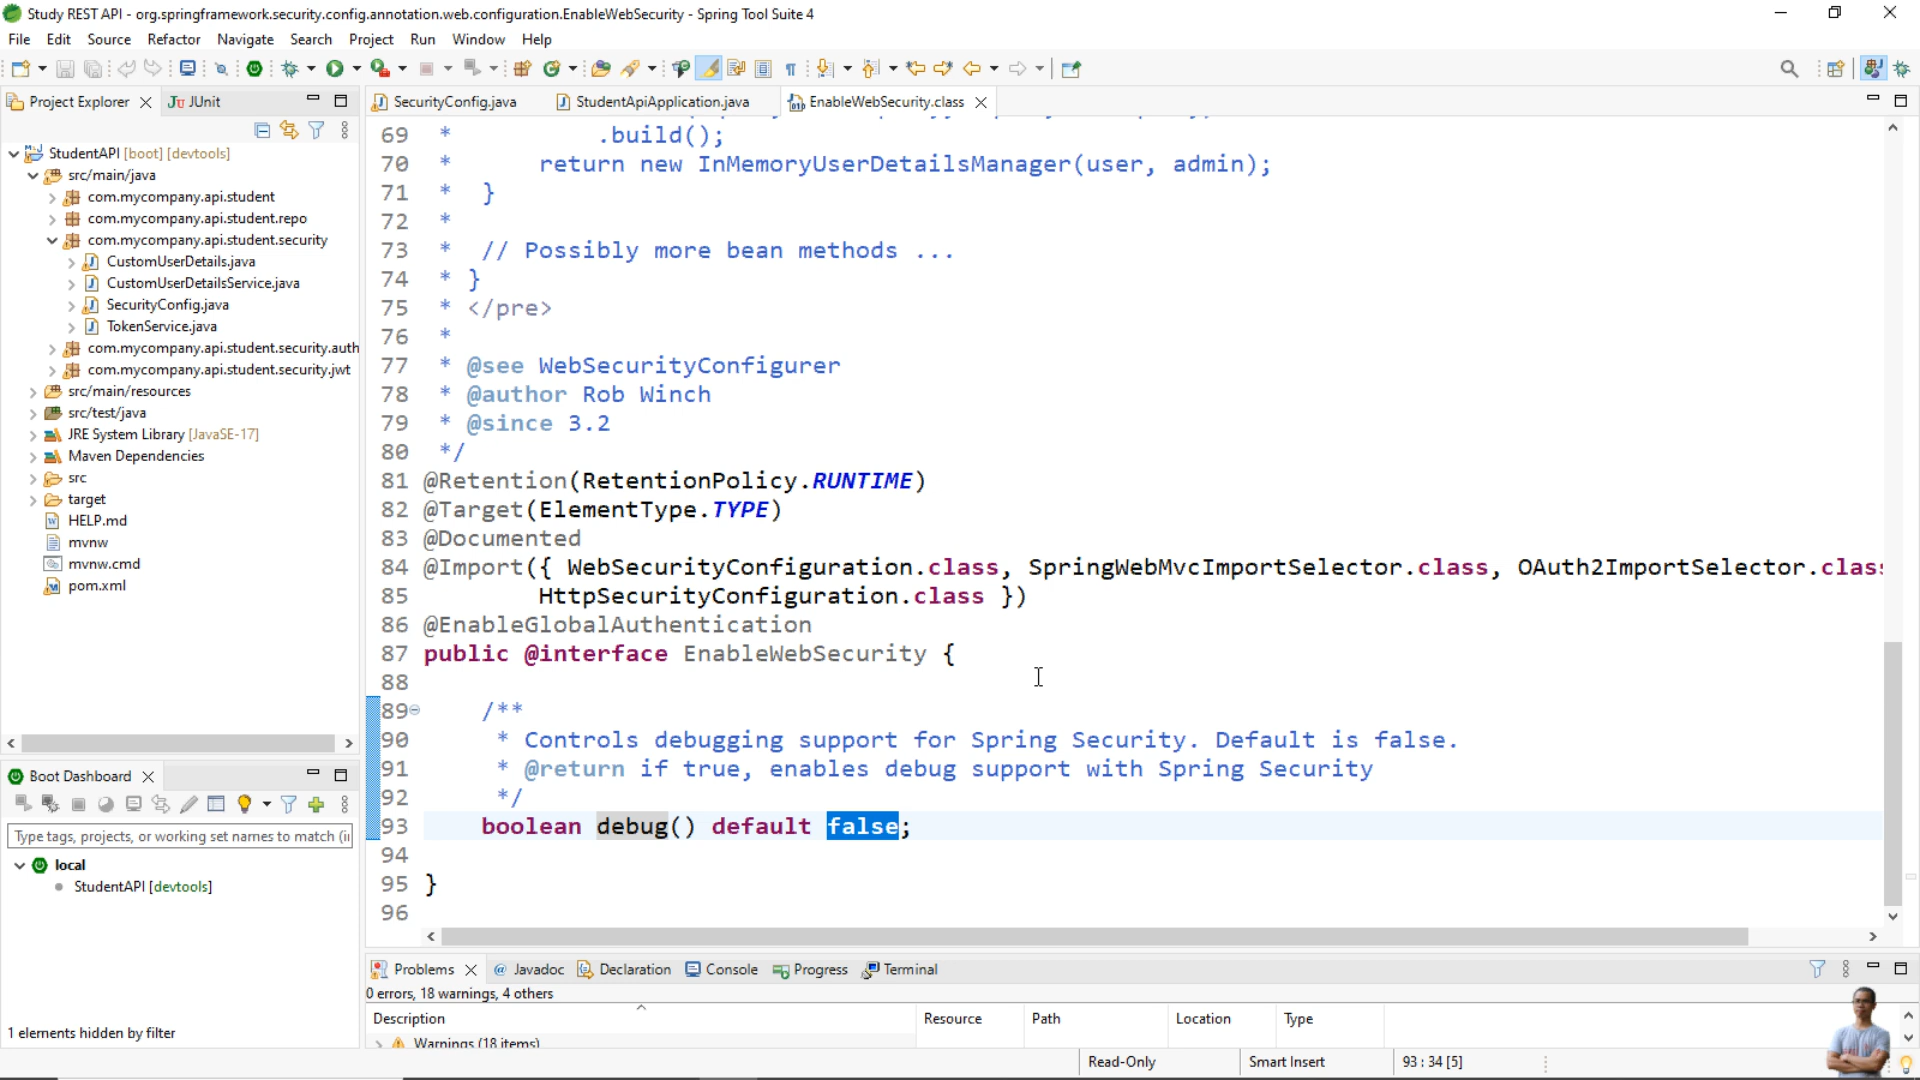 Study REST API - org.springframework.security.config.annotation.web.configuration.EnableWebSecurity - Spring Tool Suite 4
File Edit Source Refactor Navigate Search Project Run Window Help
Project Explorer
JUnit
SecurityConfig.java
StudentApiApplication.java
EnableWebSecurity.class
StudentAPI [boot] [devtools]
src/main/java
com.mycompany.api.student
com.mycompany.api.student.repo
com.mycompany.api.student.security
CustomUserDetails.java
CustomUserDetailsService.java
SecurityConfig.java
TokenService.java
com.mycompany.api.student.security.auth
com.mycompany.api.student.security.jwt
src/main/resources
src/test/java
JRE System Library [JavaSE-17]
Maven Dependencies
src
target
HELP.md
mvnw
mvnw.cmd
pom.xml
69 * .build();
70 * return new InMemoryUserDetailsManager(user, admin);
71 * }
72 *
73 * // Possibly more bean methods ...
74 * }
75 * </pre>
76 *
77 * @see WebSecurityConfigurer
78 * @author Rob Winch
79 * @since 3.2
80 */
81 @Retention(RetentionPolicy.RUNTIME)
82 @Target(ElementType.TYPE)
83 @Documented
84 @Import({ WebSecurityConfiguration.class, SpringWebMvcImportSelector.class, OAuth2ImportSelector.clas
85 HttpSecurityConfiguration.class })
86 @EnableGlobalAuthentication
87 public @interface EnableWebSecurity {
88
89 /**
90 * Controls debugging support for Spring Security. Default is false.
91 * @return if true, enables debug support with Spring Security
92 */
93 boolean debug() default false;
94
95 }
96
Boot Dashboard
Type tags, projects, or working set names to match (i
local
StudentAPI [devtools]
1 elements hidden by filter
Problems
Javadoc
Declaration
Console
Progress
Terminal
0 errors, 18 warnings, 4 others
Description Resource Path Location Type
Warnings (18 items)
Read-Only Smart Insert 93 : 34 [5]